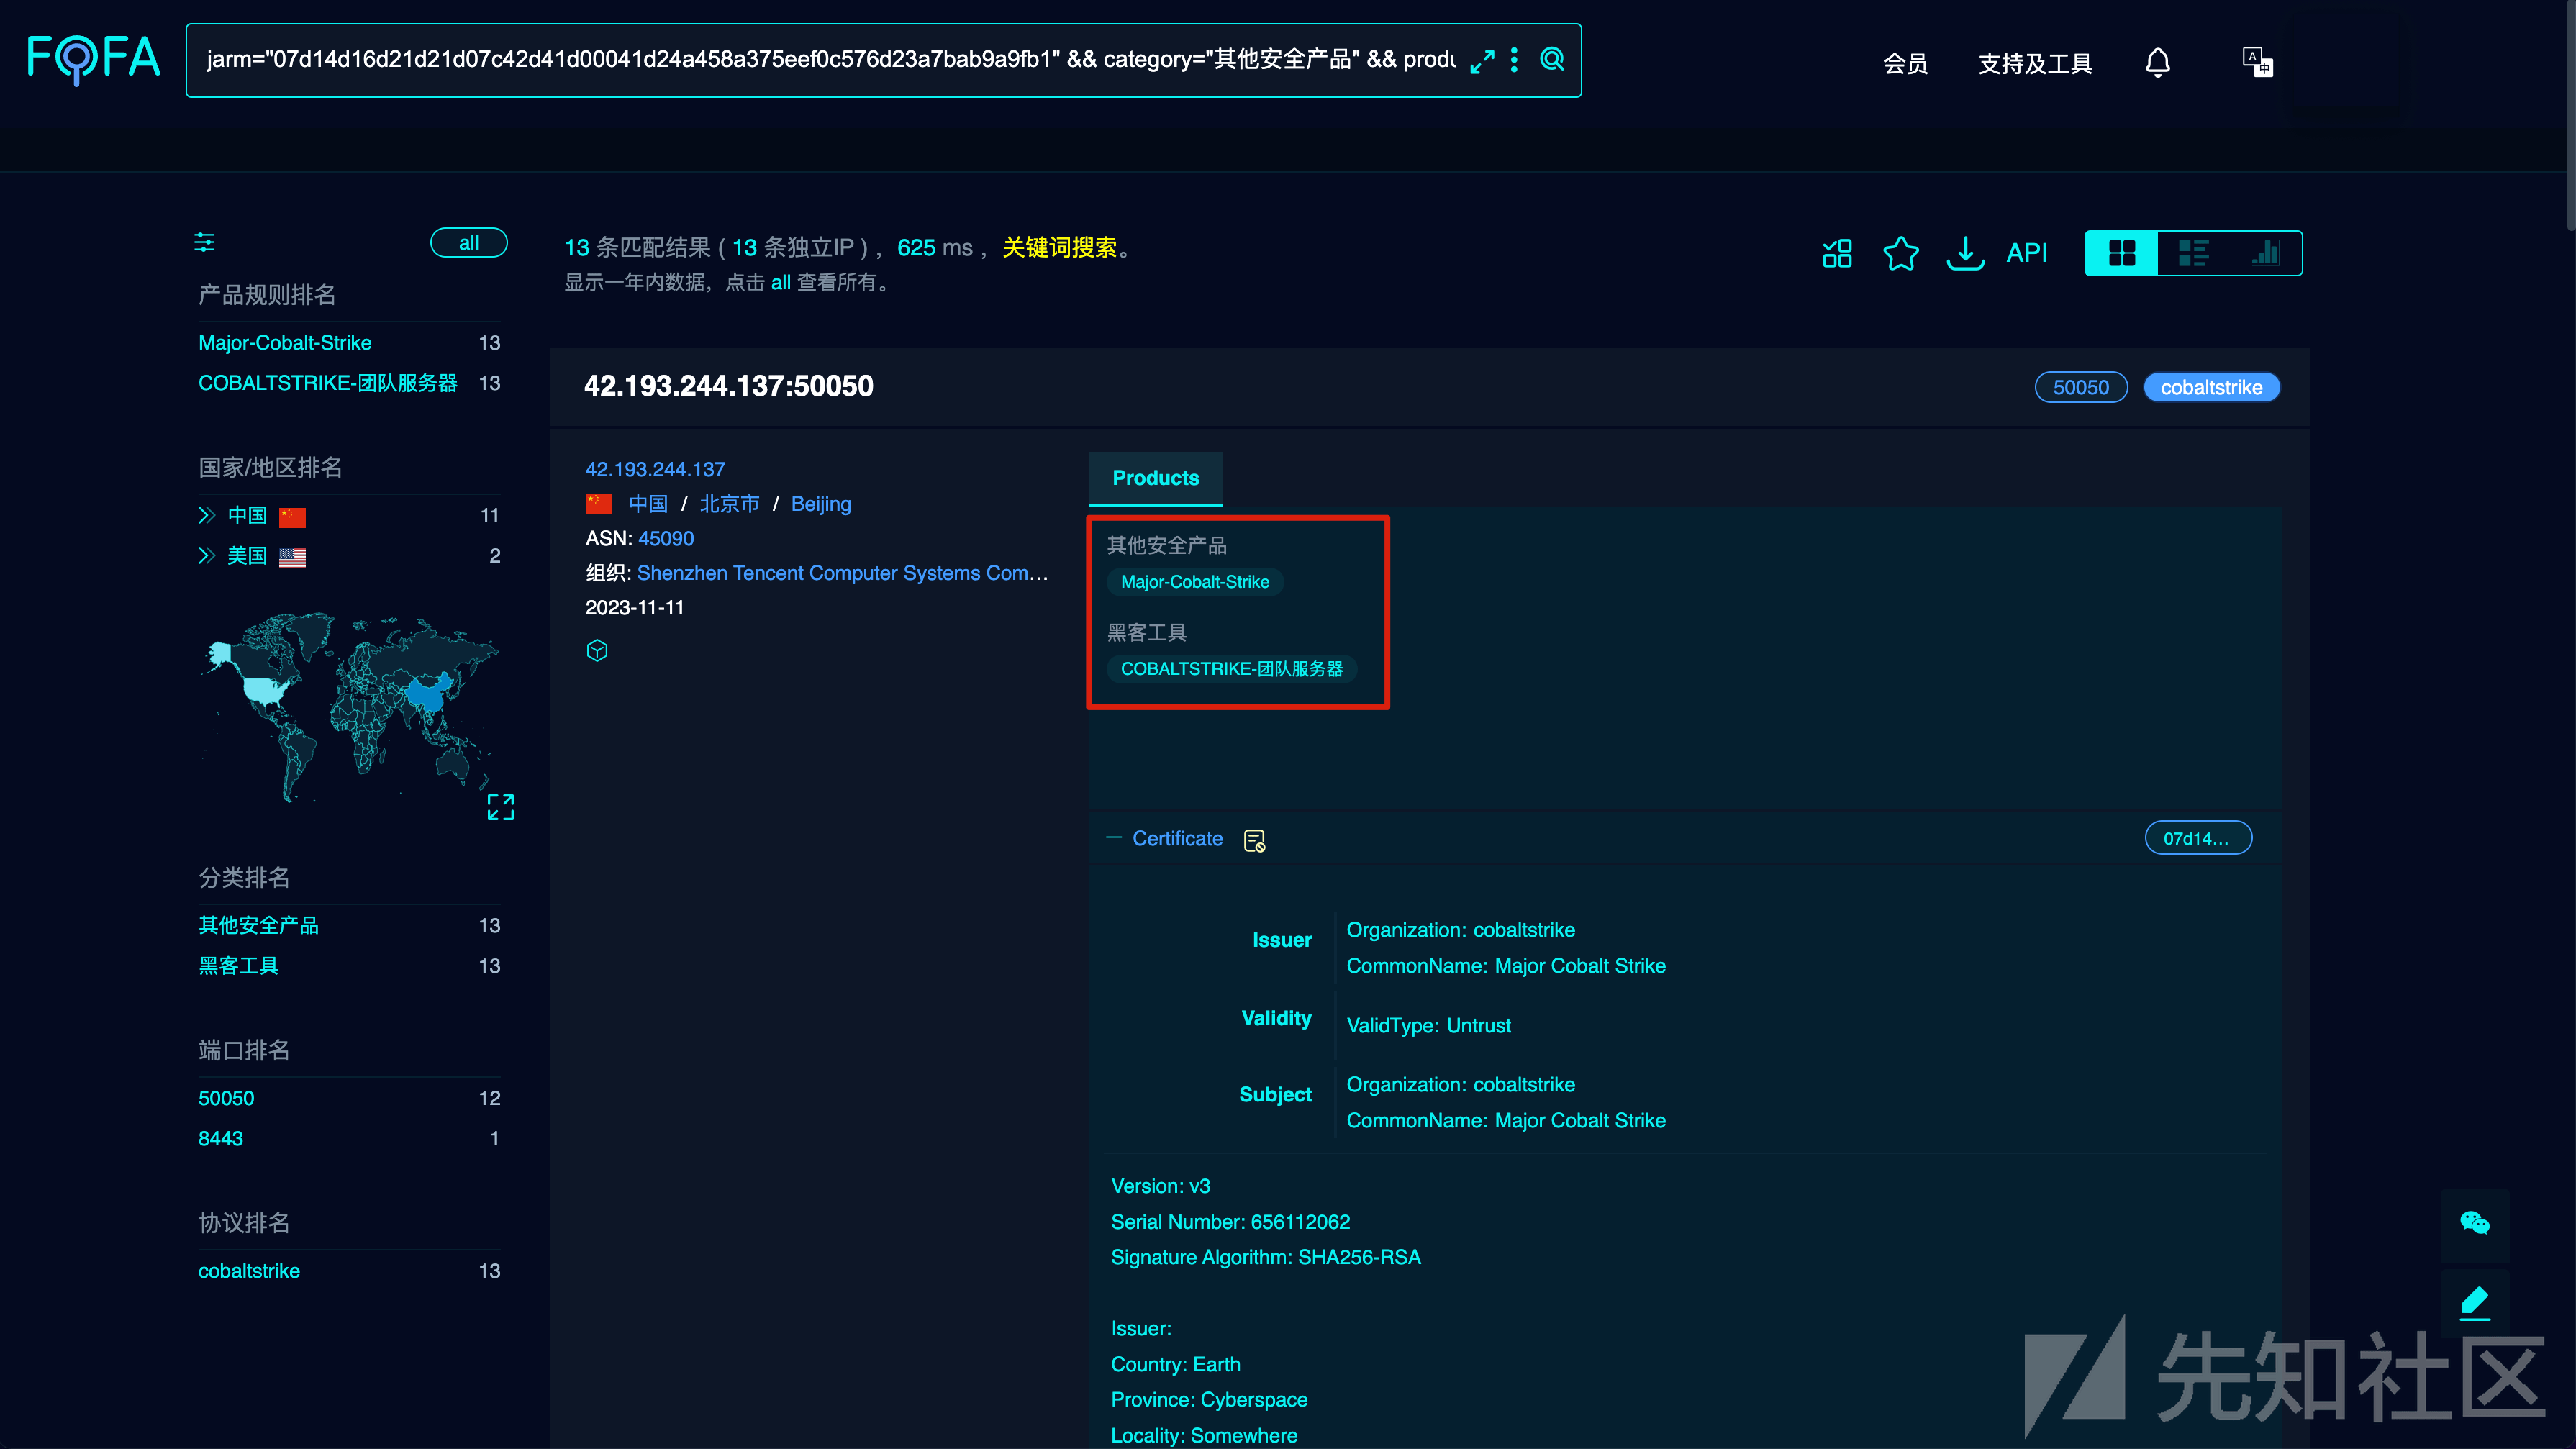 FOFA
jarm="07d14d16d21d21d07c42d41d00041d24a458a375eef0c576d23a7bab9a9fb1" && category="其他安全产品" && produ
会员
支持及工具
all
产品规则排名
Major-Cobalt-Strike 13
COBALTSTRIKE-团队服务器 13
国家/地区排名
中国 11
美国 2
分类排名
其他安全产品 13
黑客工具 13
端口排名
50050 12
8443 1
协议排名
cobaltstrike 13
13 条匹配结果 ( 13 条独立IP ) ，625 ms ，关键词搜索。
显示一年内数据，点击 all 查看所有。
API
42.193.244.137:50050
50050
cobaltstrike
42.193.244.137
中国 / 北京市 / Beijing
ASN: 45090
组织: Shenzhen Tencent Computer Systems Com...
2023-11-11
Products
其他安全产品
Major-Cobalt-Strike
黑客工具
COBALTSTRIKE-团队服务器
Certificate
07d14...
Issuer
Organization: cobaltstrike
CommonName: Major Cobalt Strike
Validity
ValidType: Untrust
Subject
Organization: cobaltstrike
CommonName: Major Cobalt Strike
Version: v3
Serial Number: 656112062
Signature Algorithm: SHA256-RSA
Issuer:
Country: Earth
Province: Cyberspace
Locality: Somewhere
先知社区